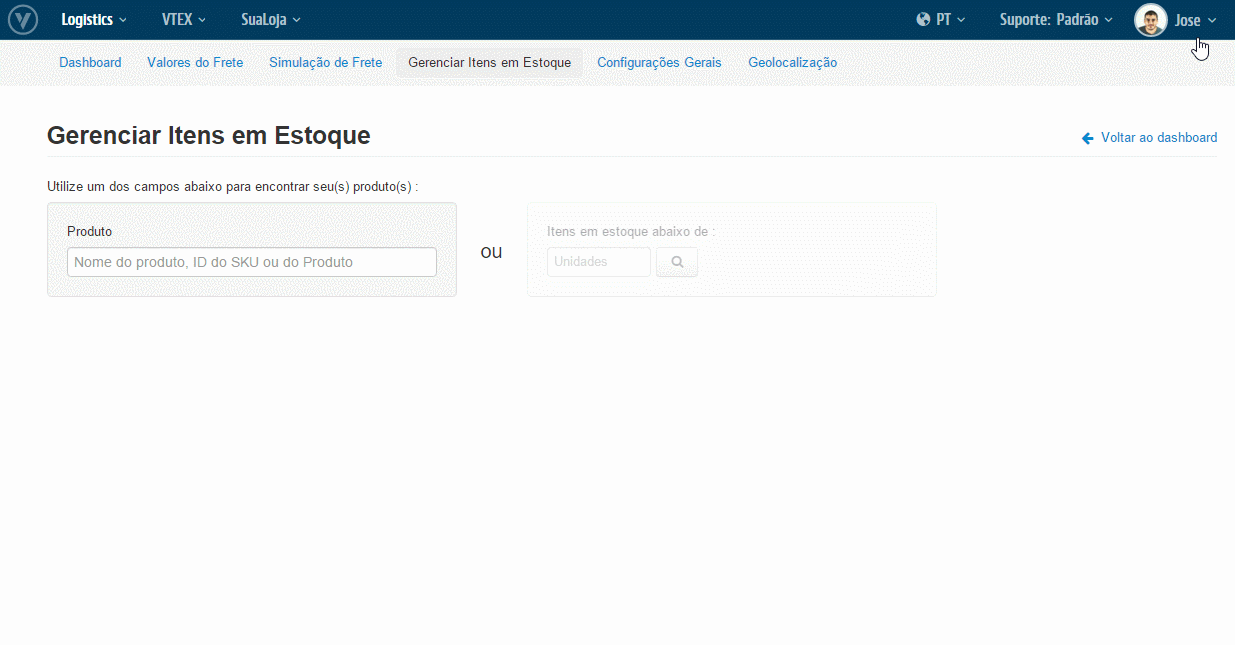 V Logistics VTEX SuaLoja PT Suporte: Padrão Jose
Dashboard Valores do Frete Simulação de Frete Gerenciar Itens em Estoque Configurações Gerais Geolocalização
Gerenciar Itens em Estoque
Voltar ao dashboard
Utilize um dos campos abaixo para encontrar seu(s) produto(s) :
Produto
Nome do produto, ID do SKU ou do Produto
ou
Itens em estoque abaixo de :
Unidades